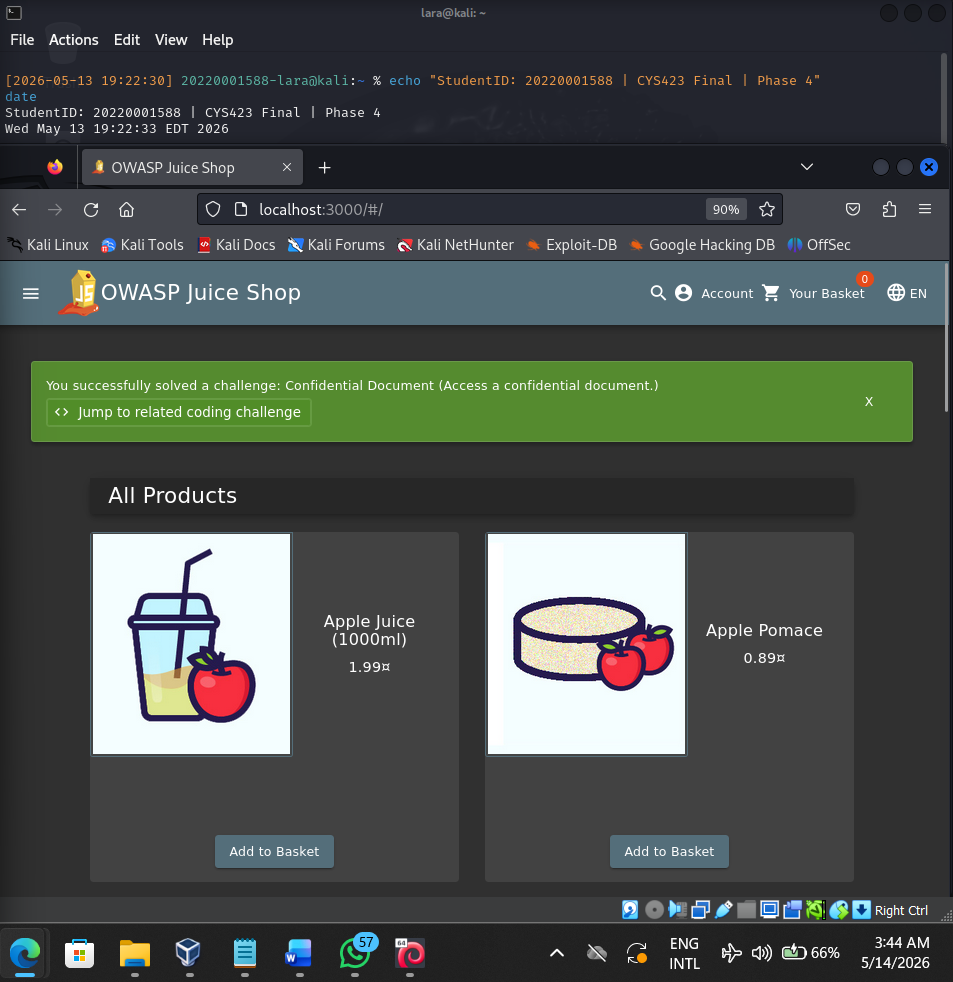 lara@kali: ~
File Actions Edit View Help
[2026-05-13 19:22:30] 20220001588-lara@kali:~ % echo "StudentID: 20220001588 | CYS423 Final | Phase 4"
date
StudentID: 20220001588 | CYS423 Final | Phase 4
Wed May 13 19:22:33 EDT 2026
OWASP Juice Shop
localhost:3000/#/ 90%
Kali Linux Kali Tools Kali Docs Kali Forums Kali NetHunter Exploit-DB Google Hacking DB OffSec
OWASP Juice Shop Account Your Basket 0 EN
You successfully solved a challenge: Confidential Document (Access a confidential document.)
Jump to related coding challenge
X
All Products
Apple Juice
(1000ml)
1.99¤
Apple Pomace
0.89¤
Add to Basket
Add to Basket
Right Ctrl
57
64
ENG
INTL
66%
3:44 AM
5/14/2026